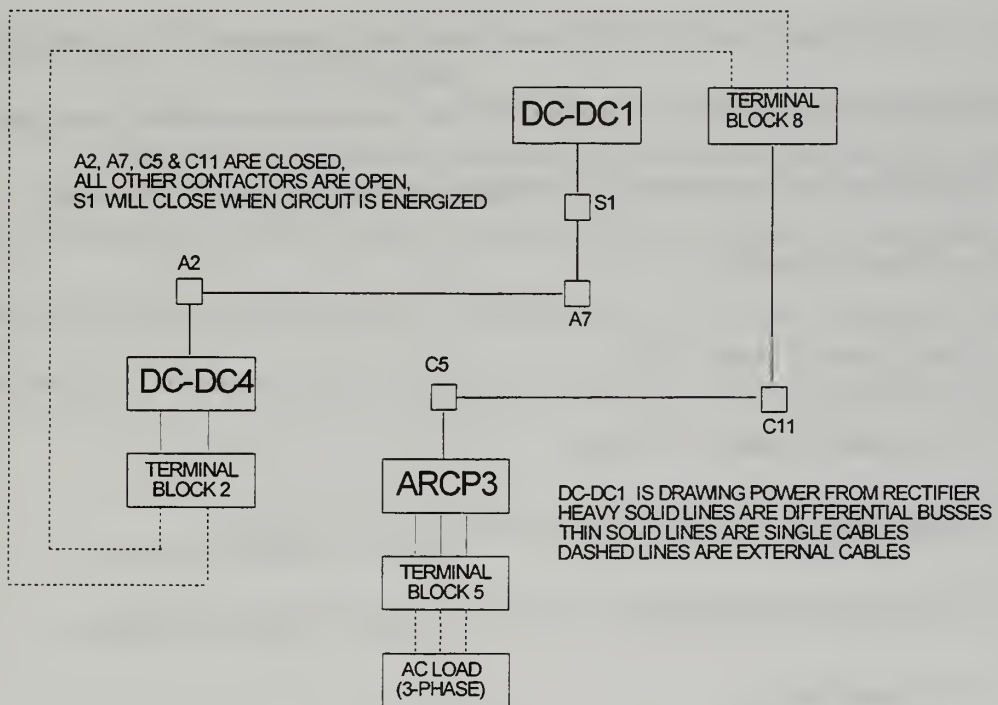 DC-DC1
TERMINAL
BLOCK 8
A2, A7, C5 & C11 ARE CLOSED,
ALL OTHER CONTACTORS ARE OPEN,
S1 WILL CLOSE WHEN CIRCUIT IS ENERGIZED
S1
A2
A7
DC-DC4
C5
C11
TERMINAL
BLOCK 2
ARCP3
DC-DC1 IS DRAWING POWER FROM RECTIFIER
HEAVY SOLID LINES ARE DIFFERENTIAL BUSSES
THIN SOLID LINES ARE SINGLE CABLES
DASHED LINES ARE EXTERNAL CABLES
TERMINAL
BLOCK 5
AC LOAD
(3-PHASE)